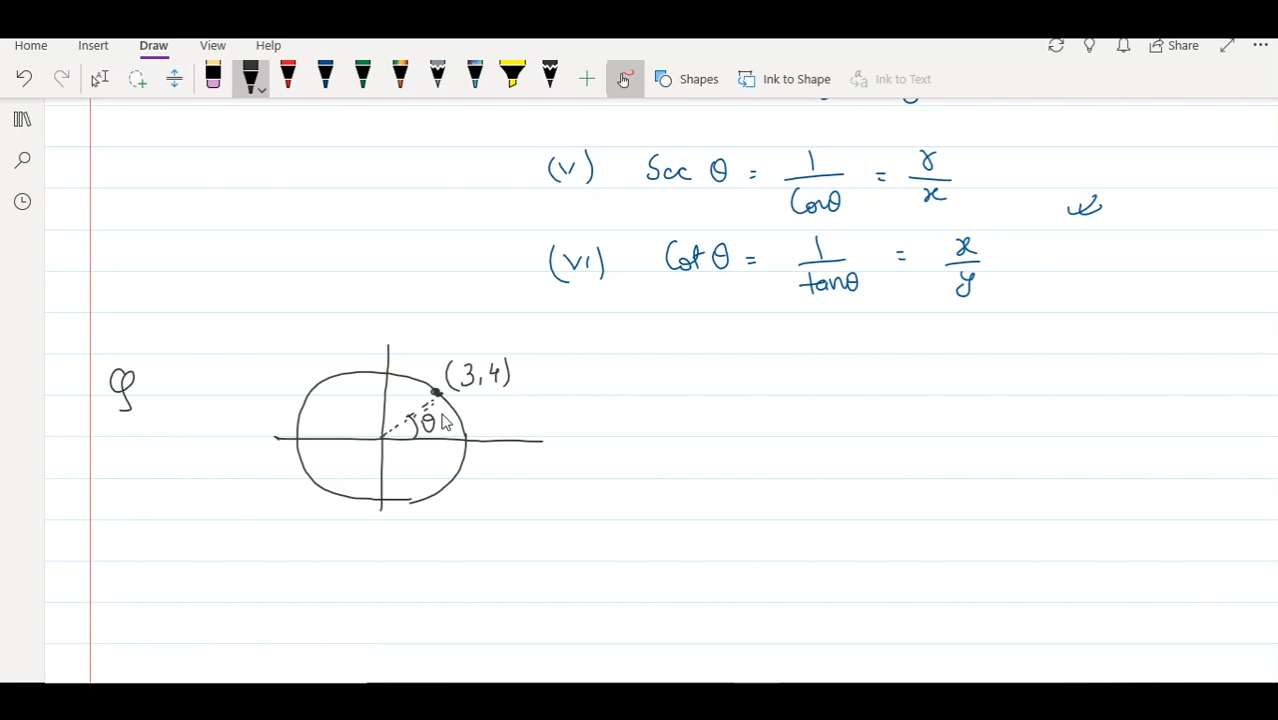 Home Insert Draw View Help Share
Shapes Ink to Shape Ink to Text
(v) Sec θ = 1/Cosθ = r/x
(vi) Cot θ = 1/tanθ = x/y
(3,4)
Q
θ